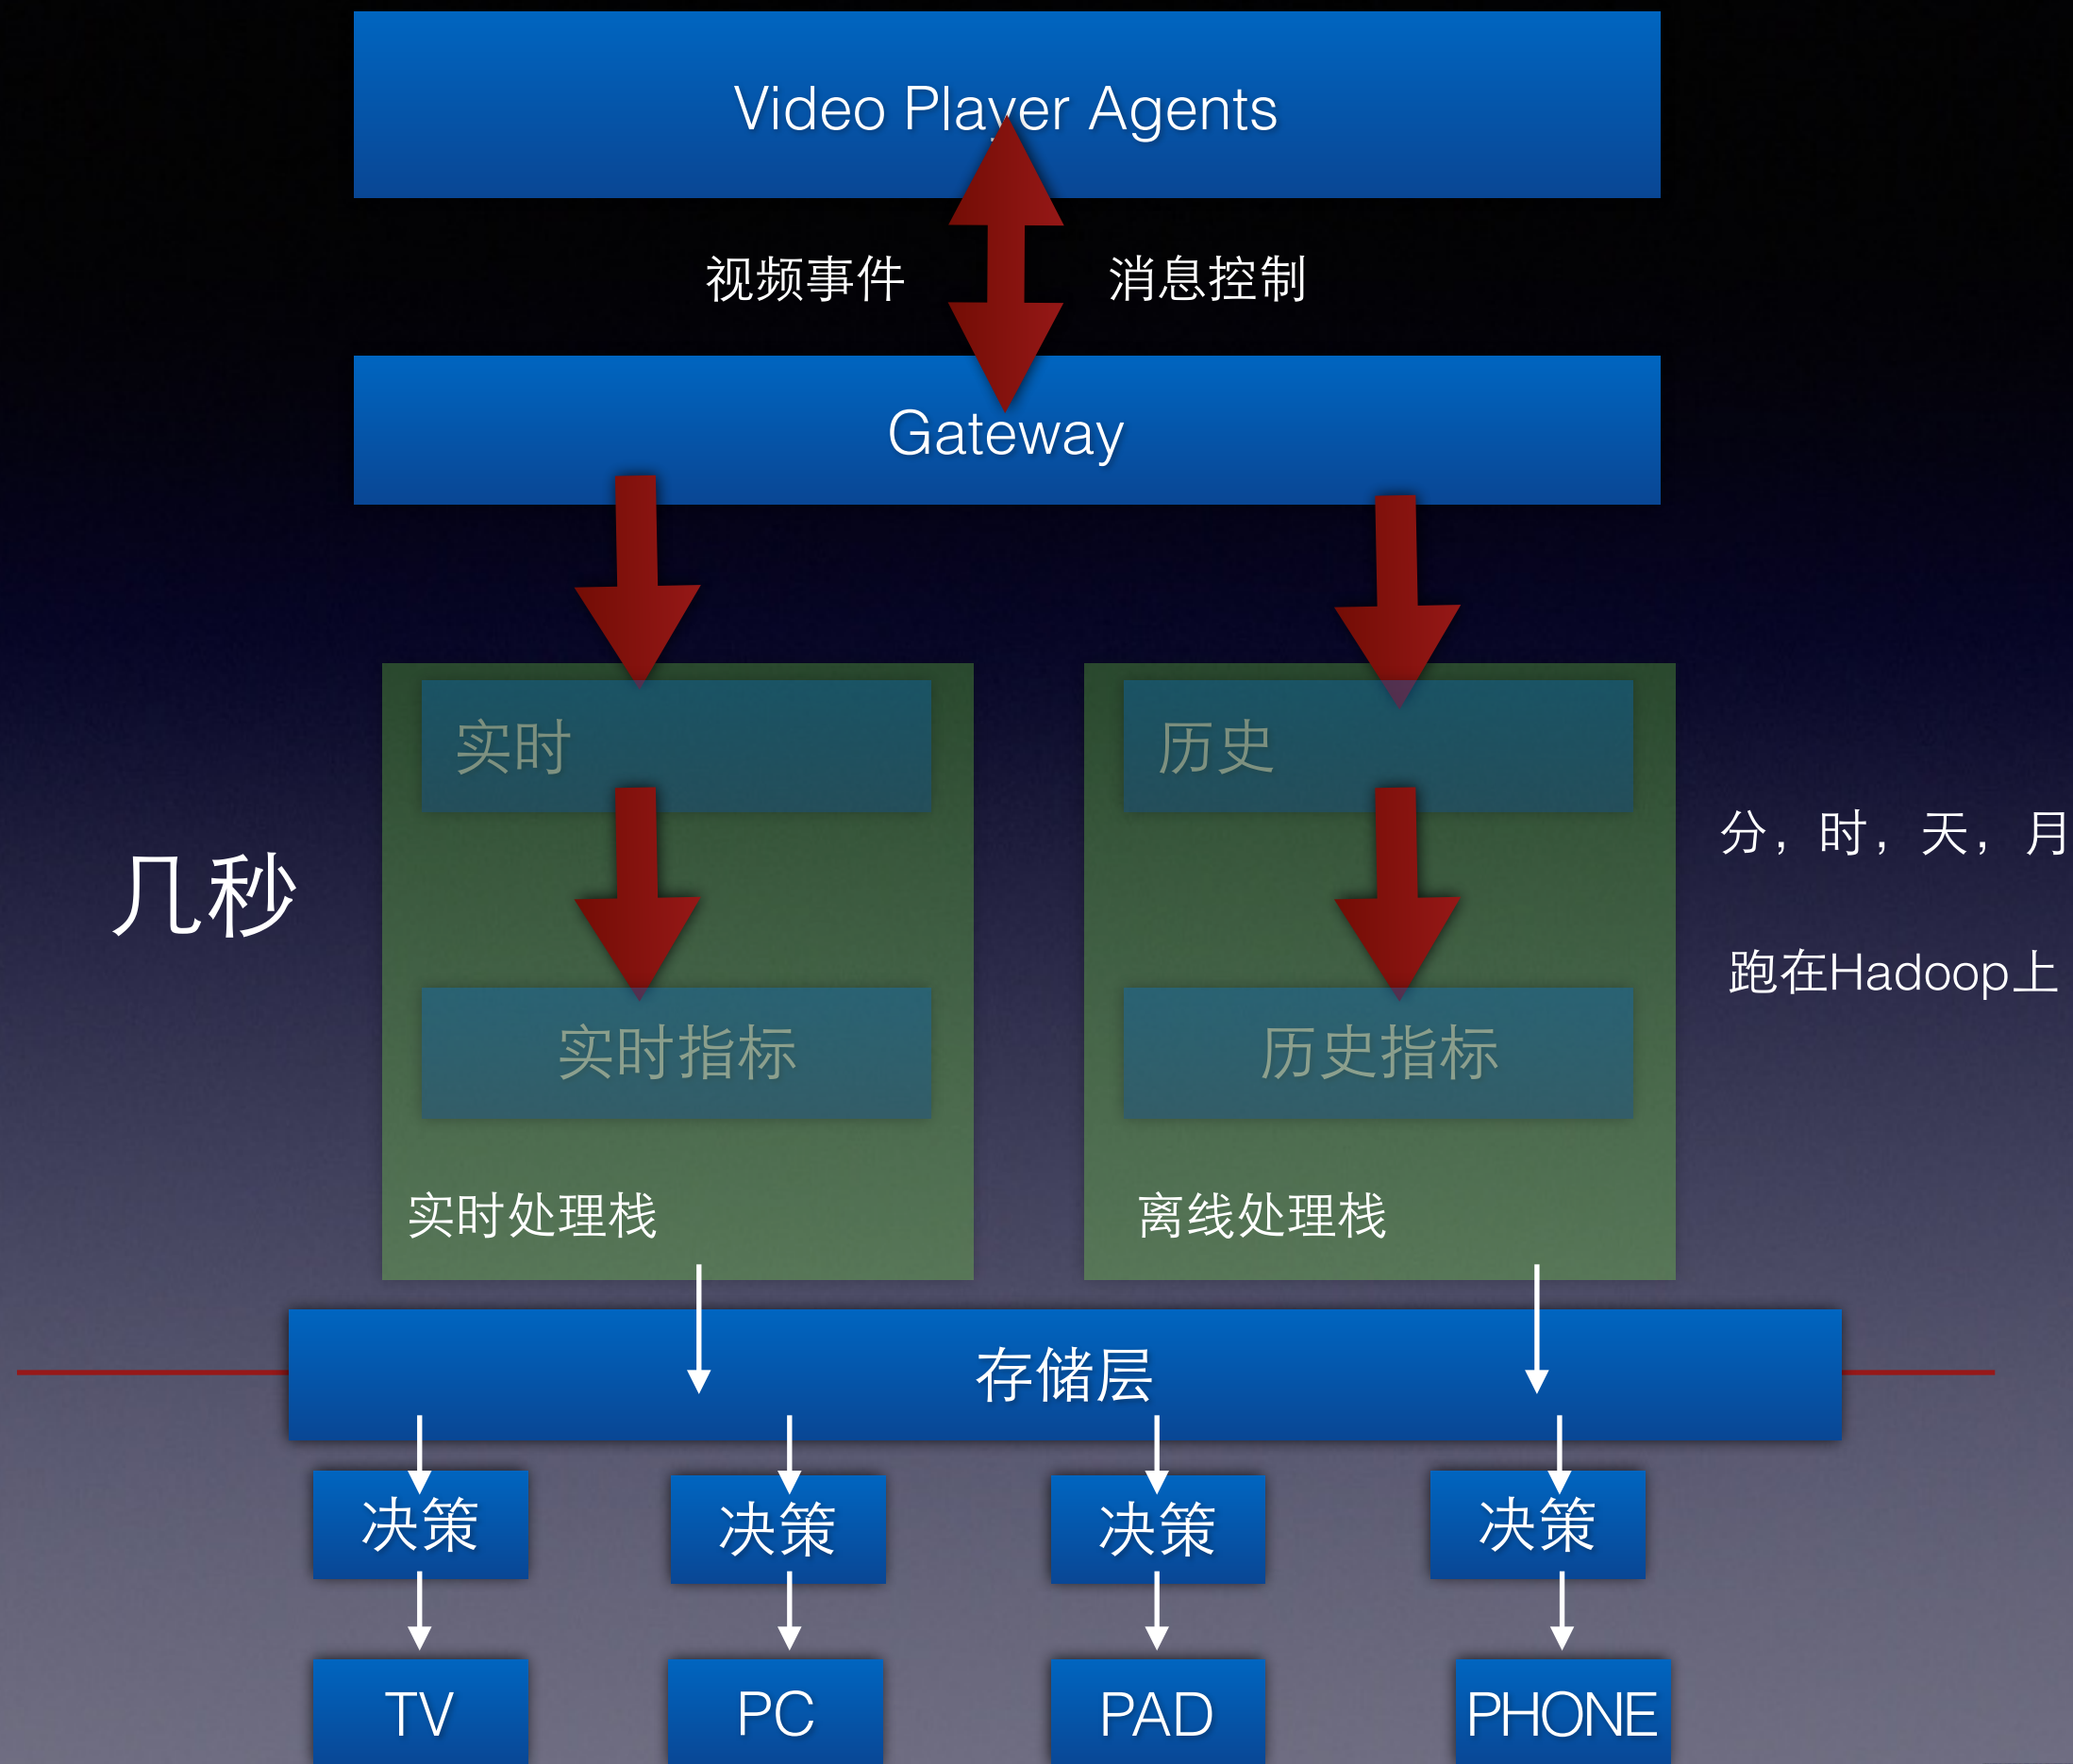 Video Player Agents
视频事件
消息控制
Gateway
实时
历史
几秒
分，时，天，月
跑在Hadoop上
实时指标
历史指标
实时处理栈
离线处理栈
存储层
决策
决策
决策
决策
TV
PC
PAD
PHONE